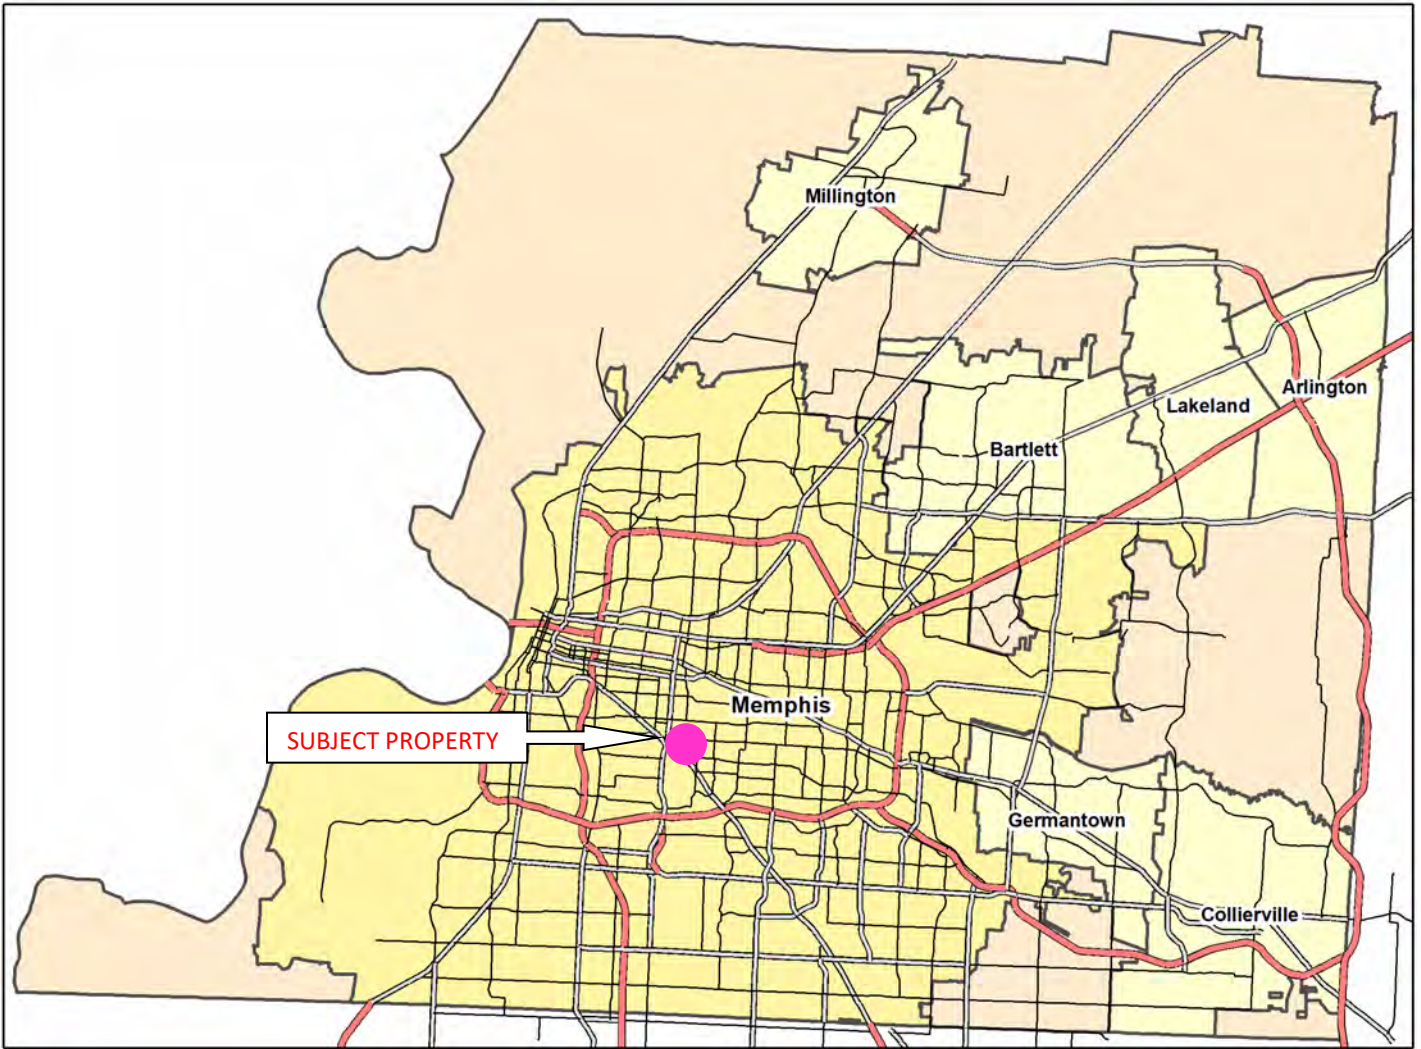 Millington
Arlington
Lakeland
Bartlett
Memphis
SUBJECT PROPERTY
Germantown
Collierville